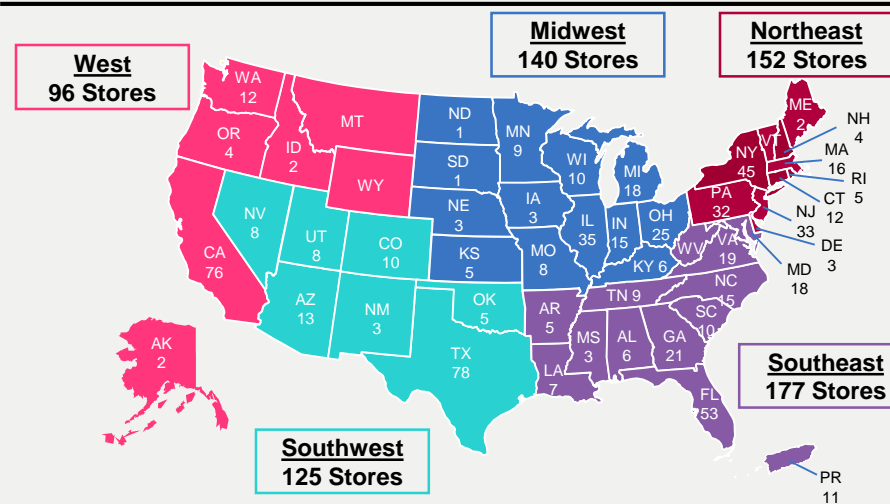 West
96 Stores
Midwest
140 Stores
Northeast
152 Stores
WA
12
OR
4
ID
2
MT
WY
CA
76
AK
2
NV
8
UT
8
CO
10
AZ
13
NM
3
OK
5
TX
78
ND
1
SD
1
NE
3
KS
5
MN
9
IA
3
MO
8
WI
10
IL
35
MI
18
IN
15
OH
25
KY 6
ME
2
VT
NH
4
MA
16
RI
5
CT
12
NY
45
PA
32
NJ
33
DE
3
MD
18
WV
VA
19
NC
15
TN 9
SC
10
AR
5
MS
3
AL
6
GA
21
LA
7
FL
53
PR
11
Southeast
177 Stores
Southwest
125 Stores